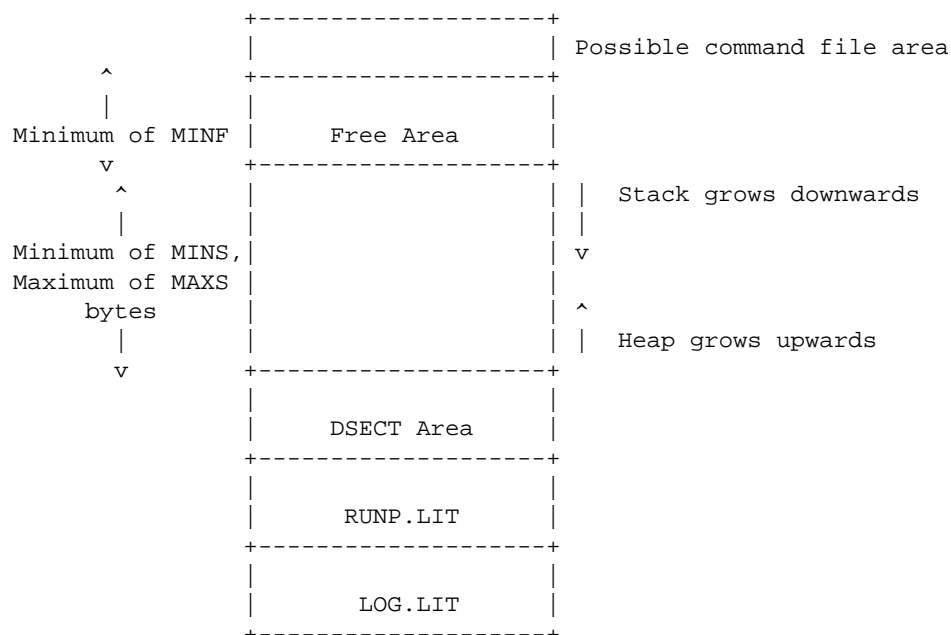 Possible command file area
Minimum of MINF
Free Area
Stack grows downwards
Minimum of MINS,
Maximum of MAXS
bytes
Heap grows upwards
DSECT Area
RUNP.LIT
LOG.LIT